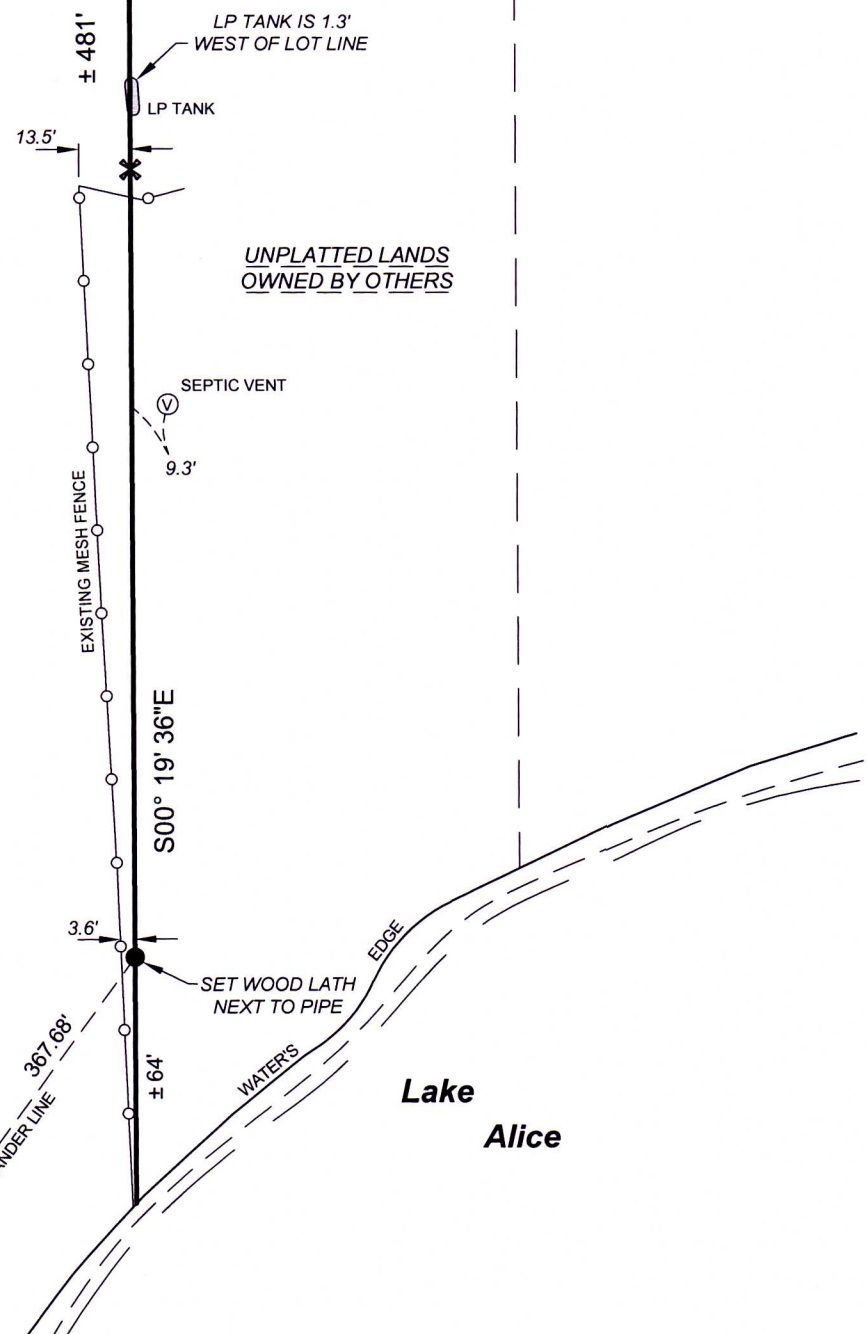 ± 481'
LP TANK IS 1.3'
WEST OF LOT LINE
LP TANK
13.5'
UNPLATTED LANDS
OWNED BY OTHERS
V
SEPTIC VENT
9.3'
EXISTING MESH FENCE
S00° 19' 36"E
3.6'
SET WOOD LATH
NEXT TO PIPE
WATER'S EDGE
367.68'
± 64'
Lake
Alice
LINE